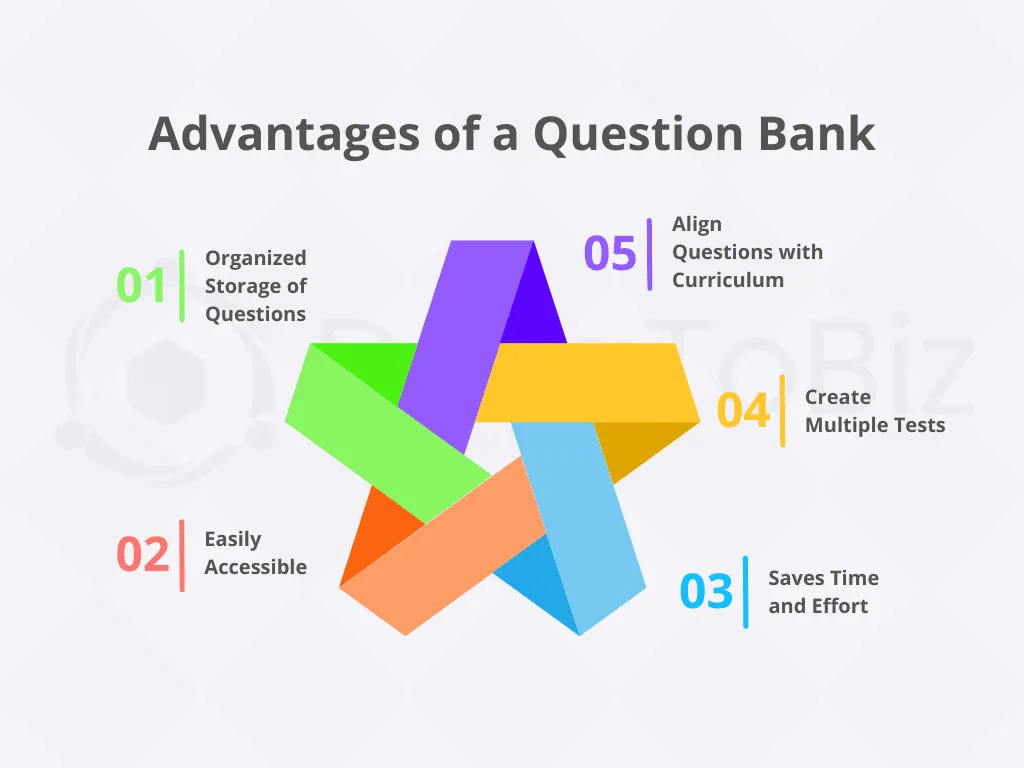 Advantages of a Question Bank
01
Organized
Storage of
Questions
02
Easily
Accessible
03
Saves Time
and Effort
04
Create
Multiple Tests
05
Align
Questions with
Curriculum
ToBiz